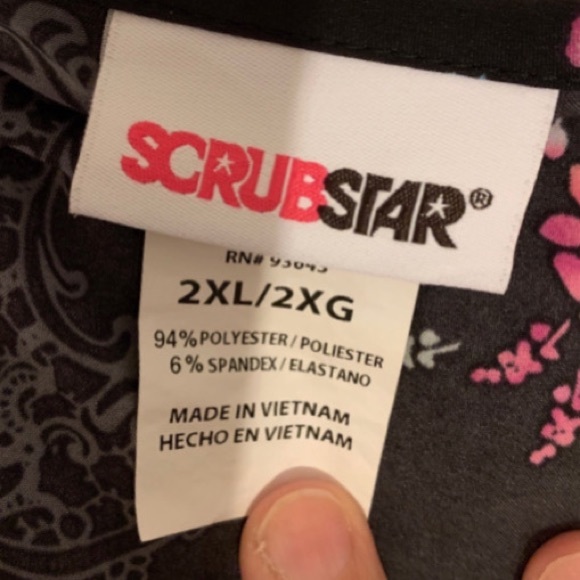 SCRUBSTAR®
RN#
2XL/2XG
94% POLYESTER / POLIESTER
6% SPANDEX / ELASTANO
MADE IN VIETNAM
HECHO EN VIETNAM